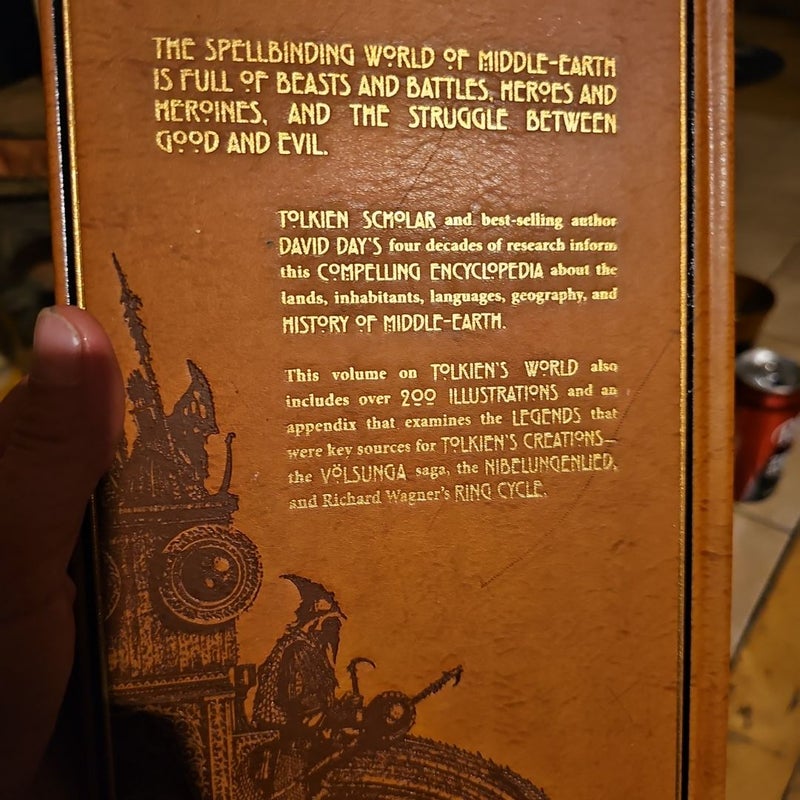 THE SPELLBINDING WORLD OF MIDDLE-EARTH
IS FULL OF BEASTS AND BATTLES, HEROES AND
HEROINES, AND THE STRUGGLE BETWEEN
GOOD AND EVIL.
TOLKIEN SCHOLAR and best-selling author
DAVID DAY'S four decades of research inform
this COMPELLING ENCYCLOPEDIA about the
lands, inhabitants, languages, geography, and
HISTORY OF MIDDLE-EARTH.
This volume on TOLKIEN'S WORLD also
includes over 200 ILLUSTRATIONS and an
appendix that examines the LEGENDS that
were key sources for TOLKIEN'S CREATIONS—
the VÖLSUNGA saga, the NIBELUNGENLIED,
and Richard Wagner's RING CYCLE.